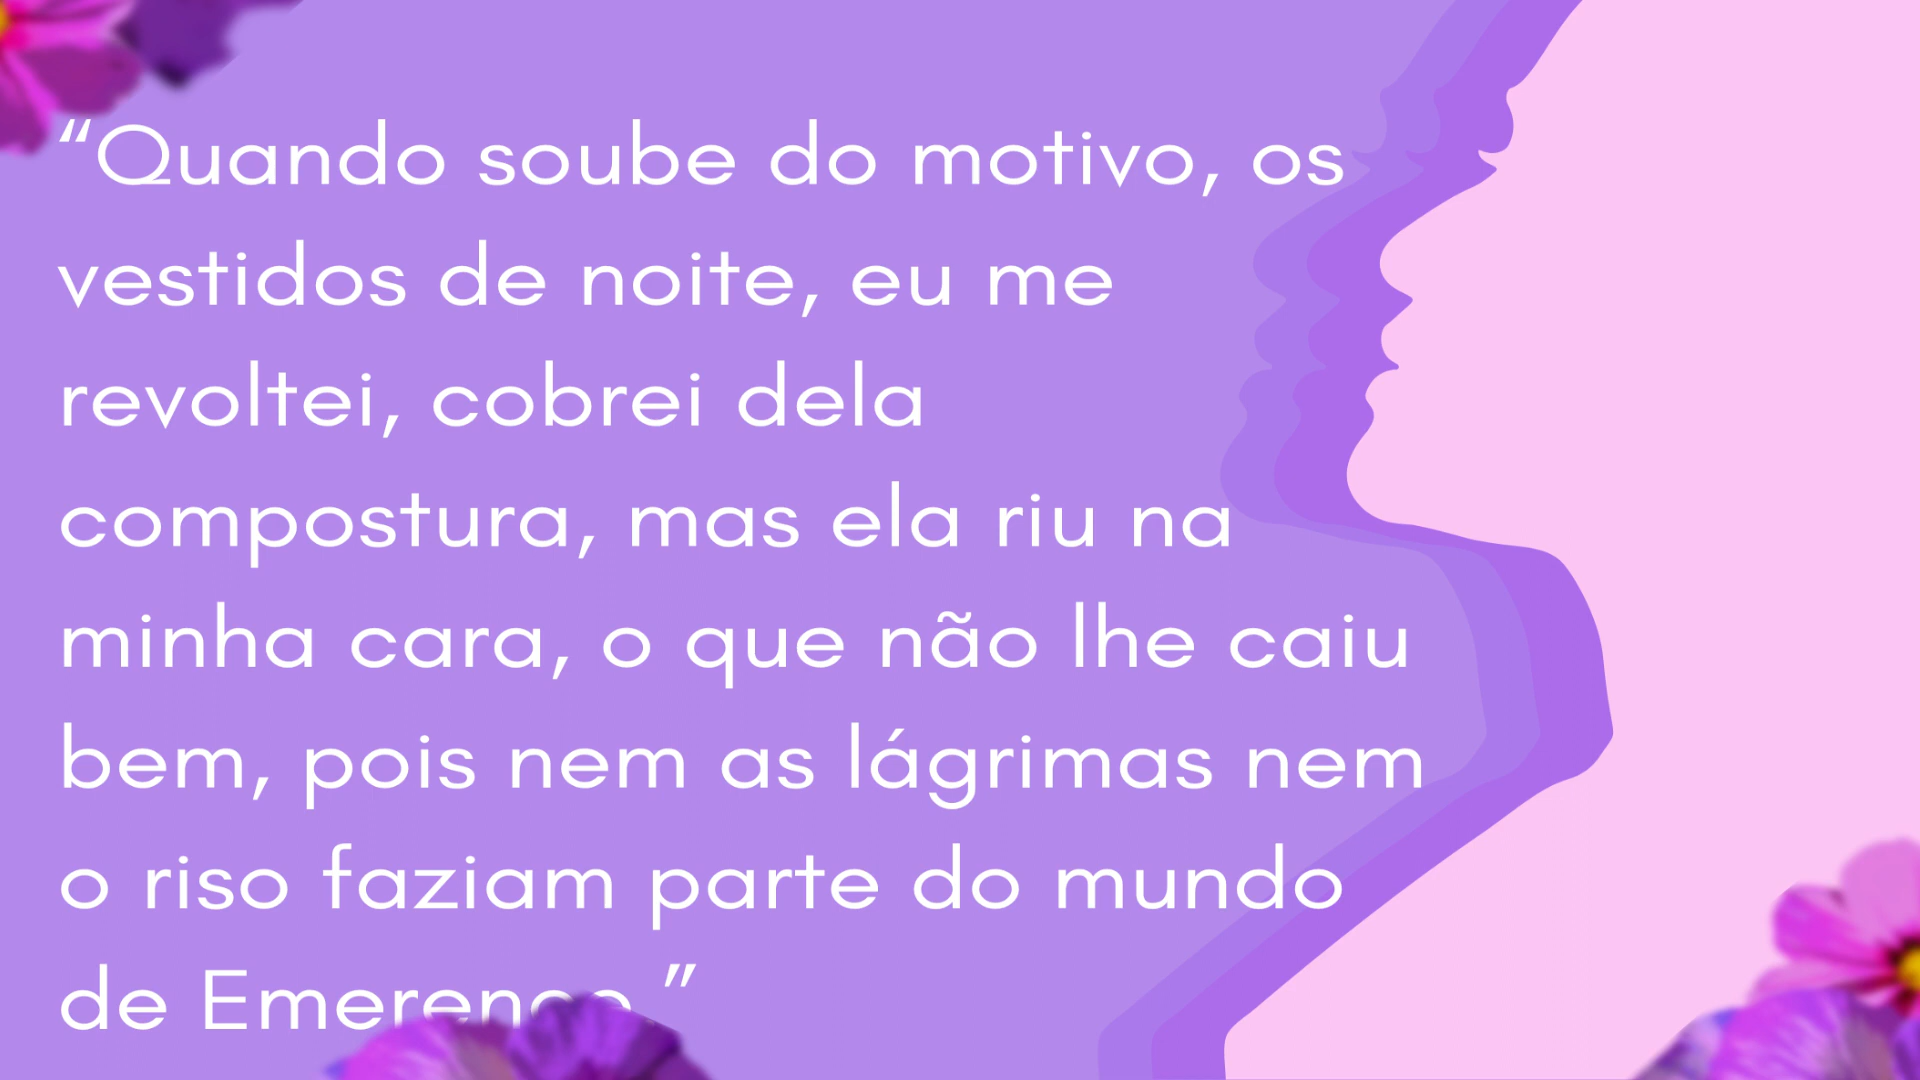 “Quando soube do motivo, os
vestidos de noite, eu me
revoltei, cobrei dela
compostura, mas ela riu na
minha cara, o que não lhe caiu
bem, pois nem as lágrimas nem
o riso faziam parte do mundo
de